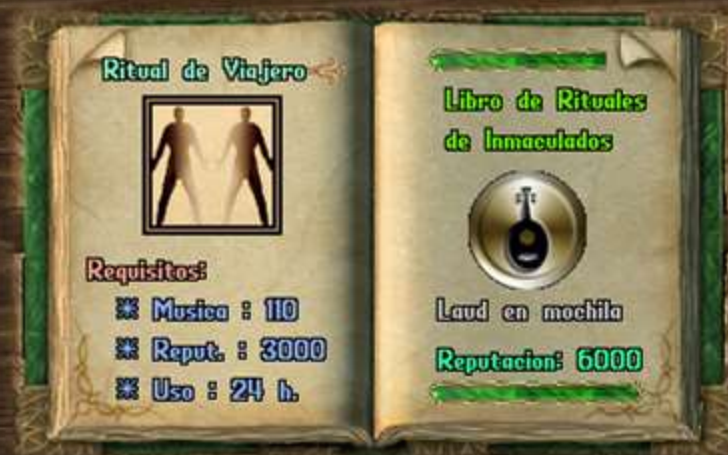 Ritual de Viajero
Requisitos:
Musica : 110
Reput. : 3000
Uso : 24 h.
Libro de Rituales
de Inmaculados
Laud en mochila
Reputacion: 6000